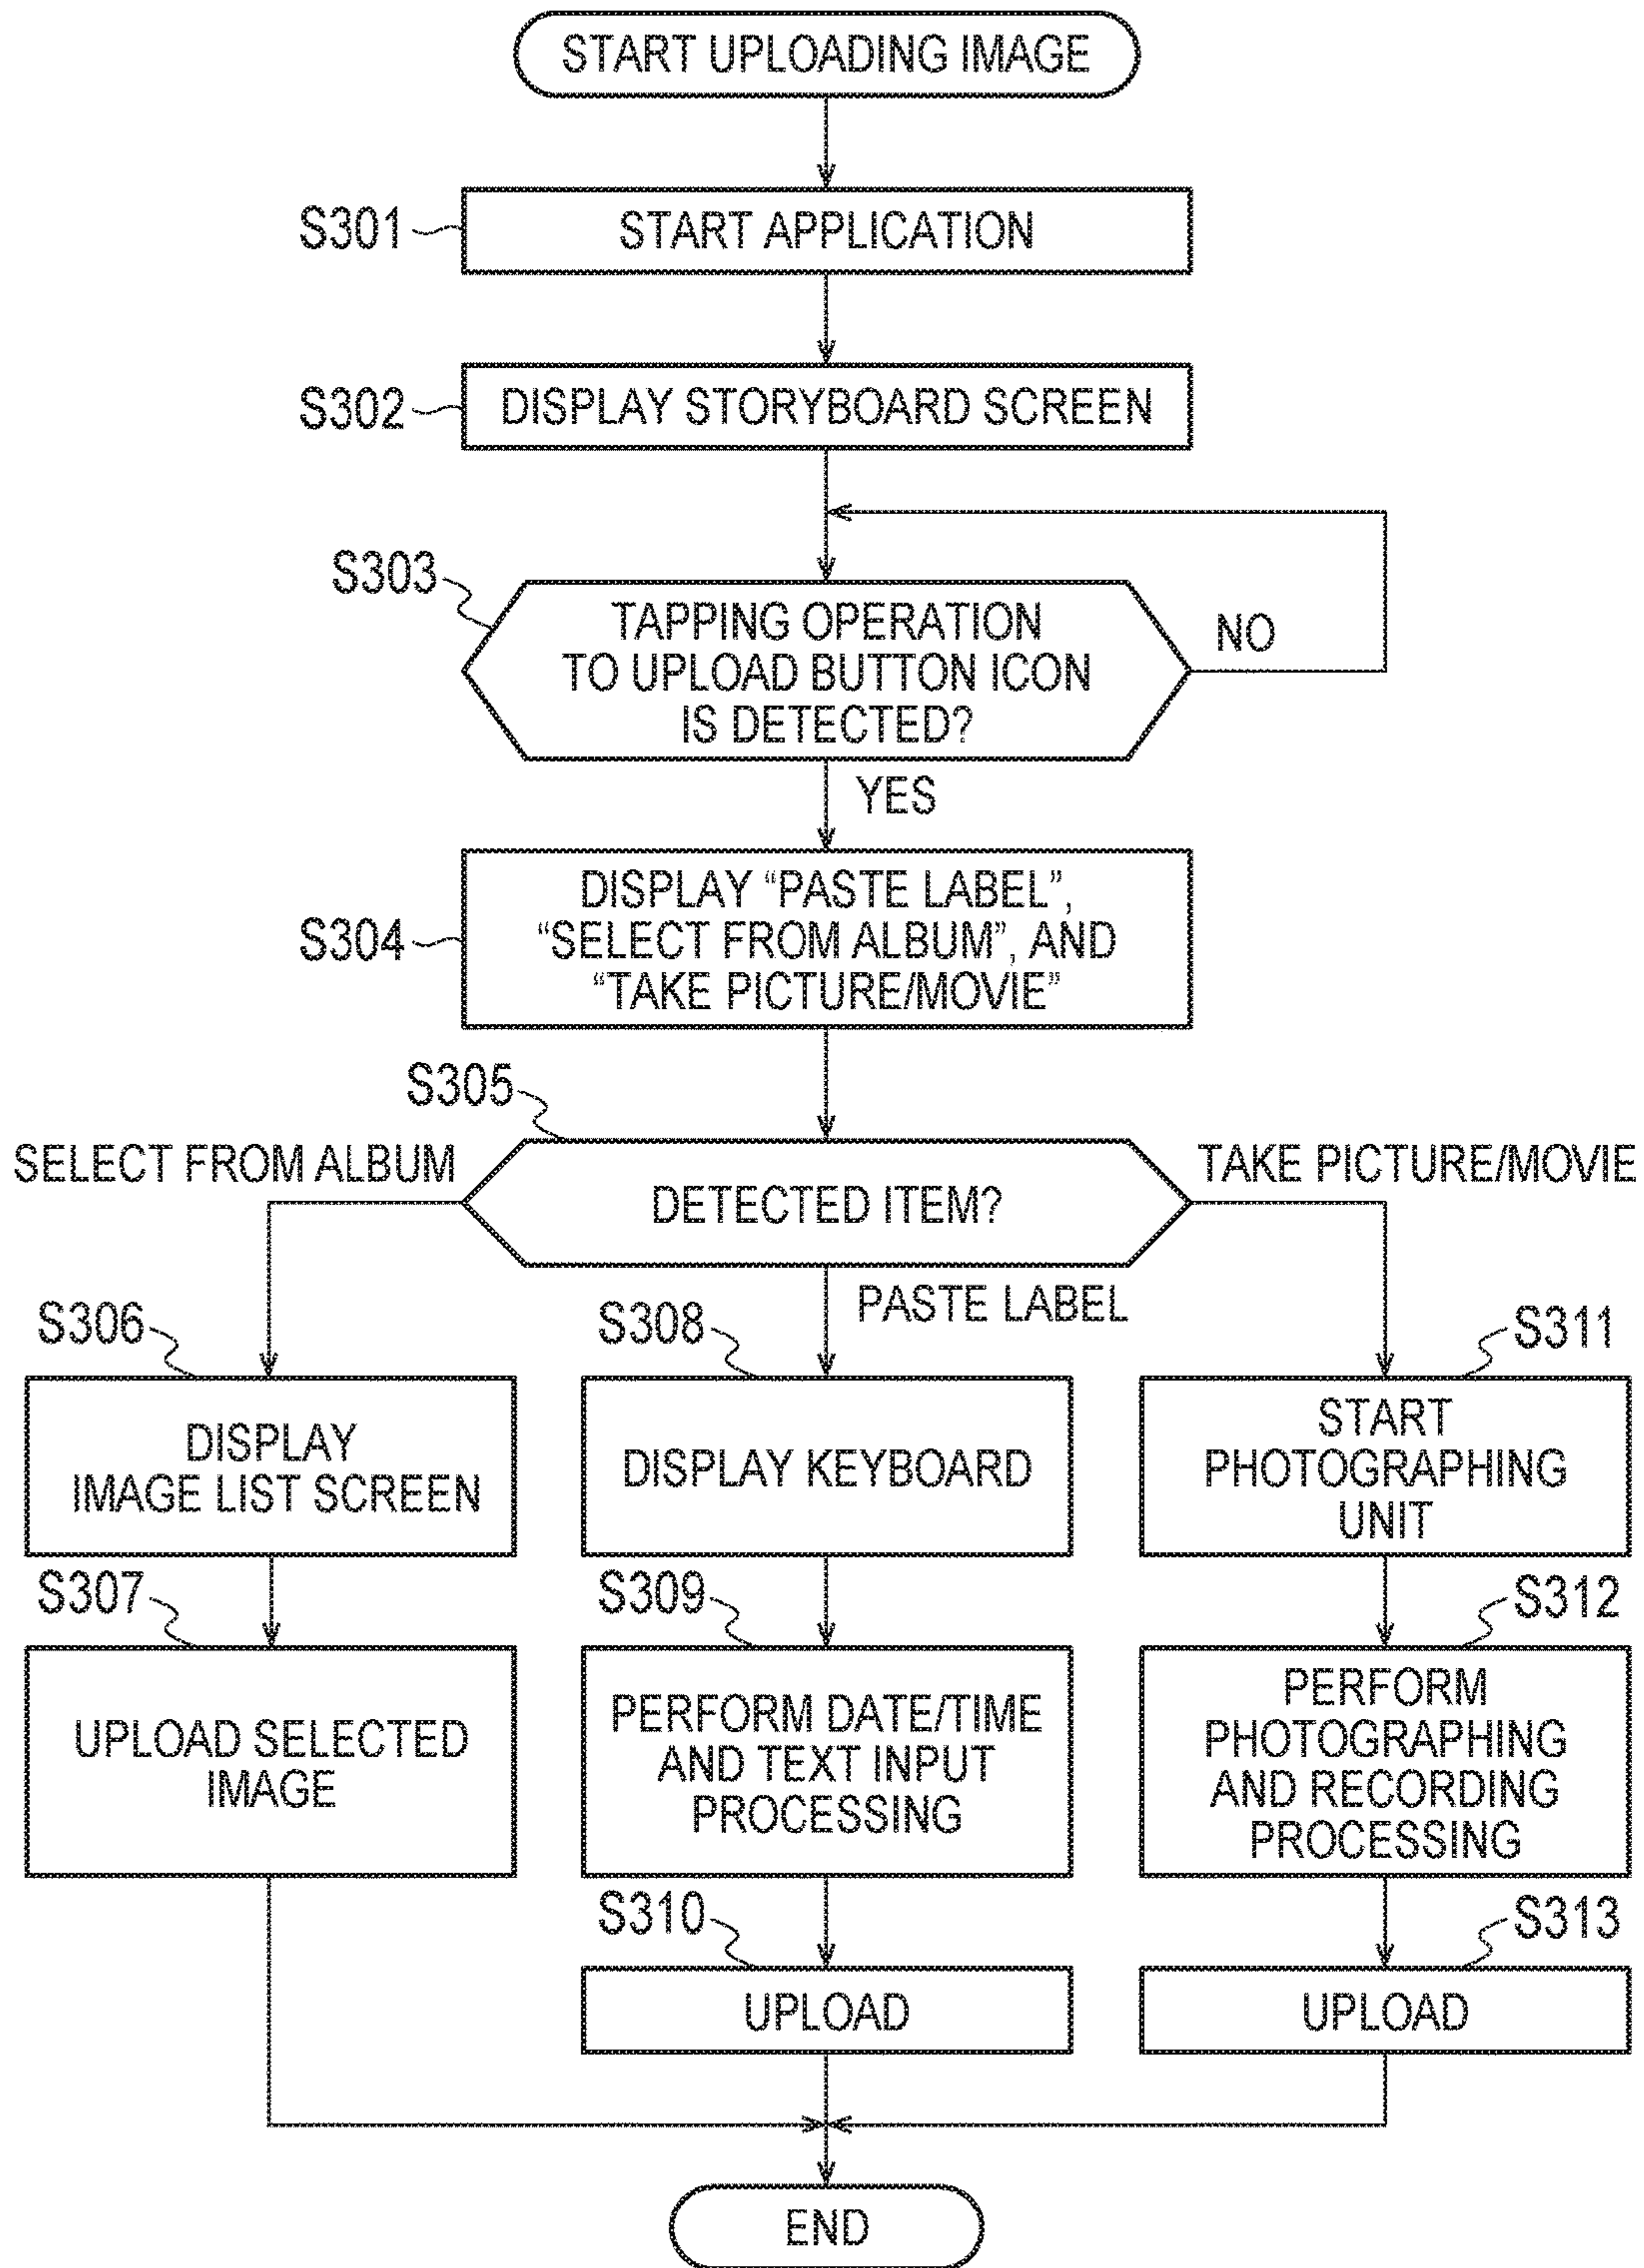 START UPLOADING IMAGE
S301
START APPLICATION
S302
DISPLAY STORYBOARD SCREEN
S303
TAPPING OPERATION
TO UPLOAD BUTTON ICON
IS DETECTED?
NO
YES
S304
DISPLAY “PASTE LABEL”,
“SELECT FROM ALBUM”, AND
“TAKE PICTURE/MOVIE”
S305
SELECT FROM ALBUM
DETECTED ITEM?
TAKE PICTURE/MOVIE
PASTE LABEL
S306
DISPLAY
IMAGE LIST SCREEN
S307
UPLOAD SELECTED
IMAGE
S308
DISPLAY KEYBOARD
S309
PERFORM DATE/TIME
AND TEXT INPUT
PROCESSING
S310
UPLOAD
S311
START
PHOTOGRAPHING
UNIT
S312
PERFORM
PHOTOGRAPHING
AND RECORDING
PROCESSING
S313
UPLOAD
END